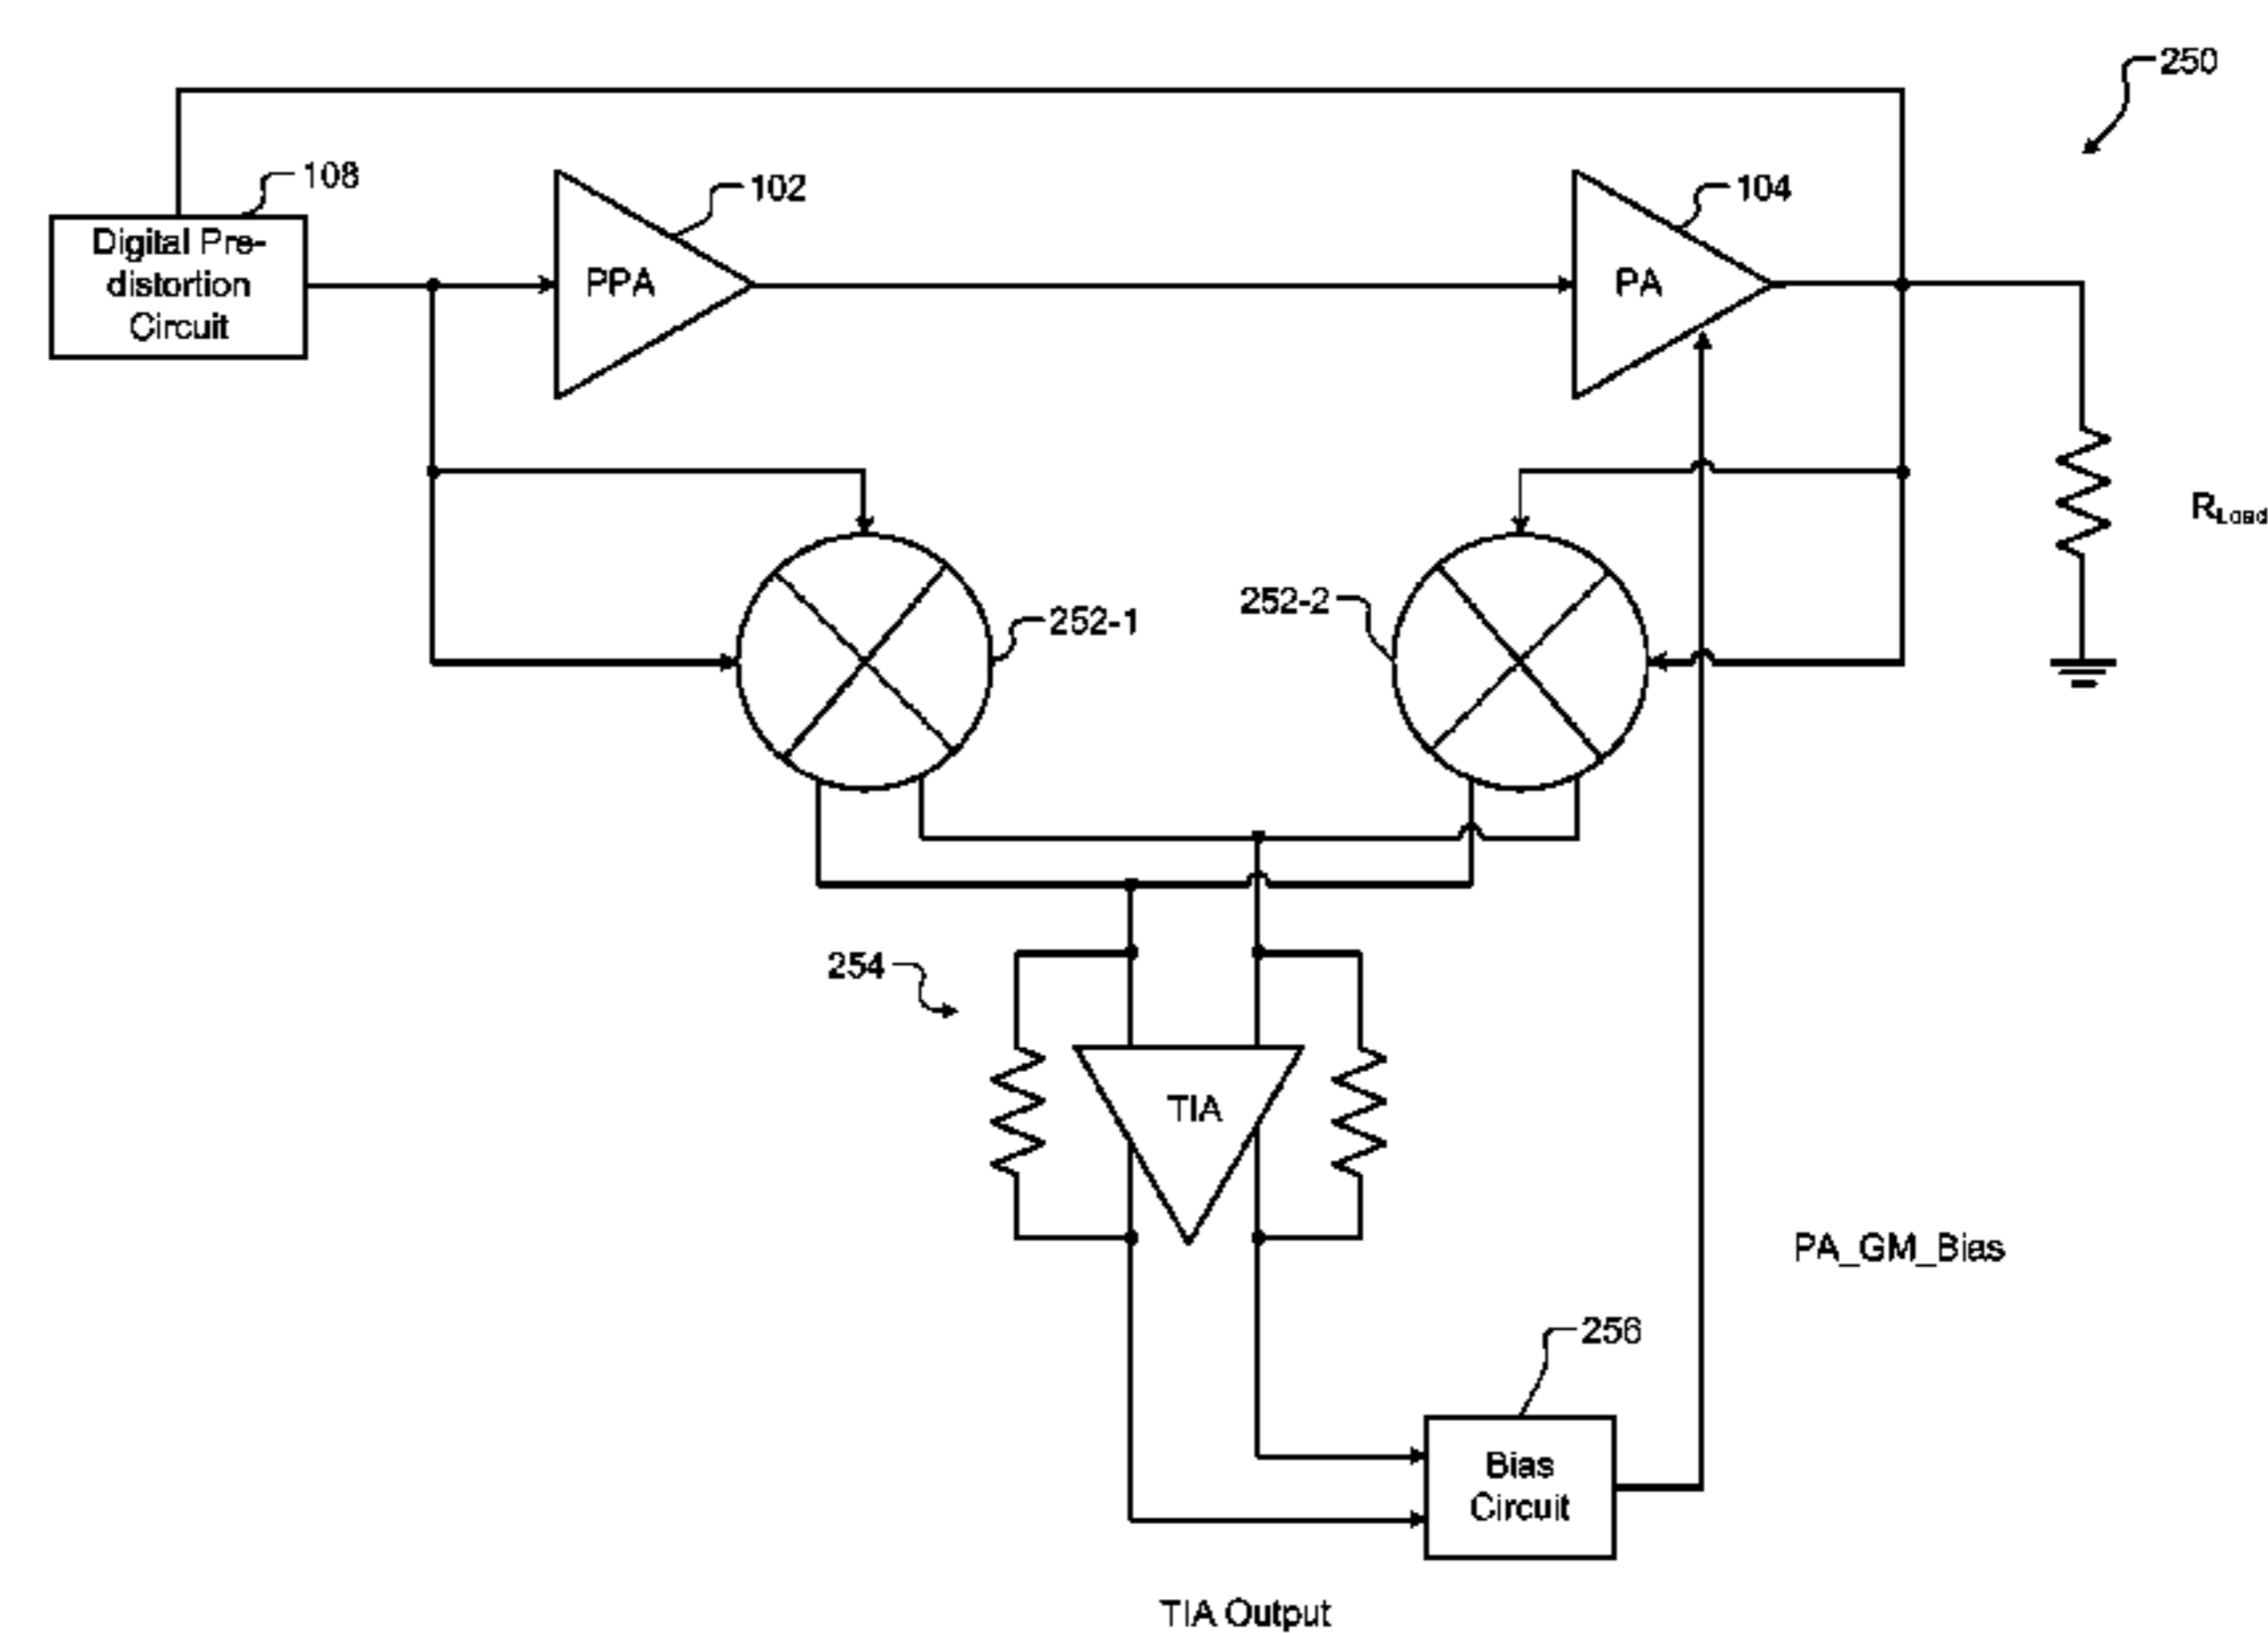 250
108
102
104
Digital Pre-
distortion
Circuit
PPA
PA
RLoad
252-1
252-2
254
TIA
PA_GM_Bias
256
Bias
Circuit
TIA Output